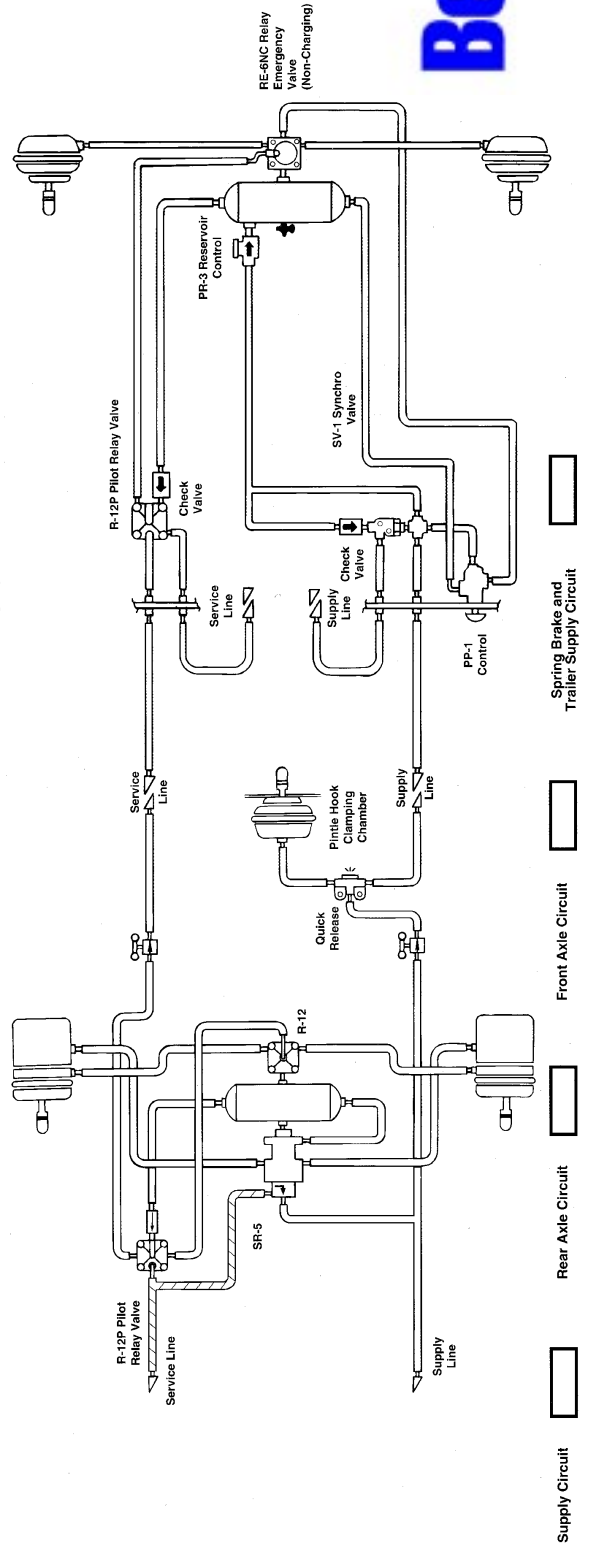 RE-6NC Relay
Emergency
Valve
(Non-Charging)
PR-3 Reservoir
Control
R-12P Pilot Relay Valve
Check
Valve
SV-1 Synchro
Valve
Check
Valve
Service
Line
Supply
Line
PP-1
Control
Service
Line
Supply
Line
Pintle Hook
Clamping
Chamber
Quick
Release
R-12
SR-5
R-12P Pilot
Relay Valve
Service Line
Supply
Line
Supply Circuit
Rear Axle Circuit
Front Axle Circuit
Spring Brake and
Trailer Supply Circuit